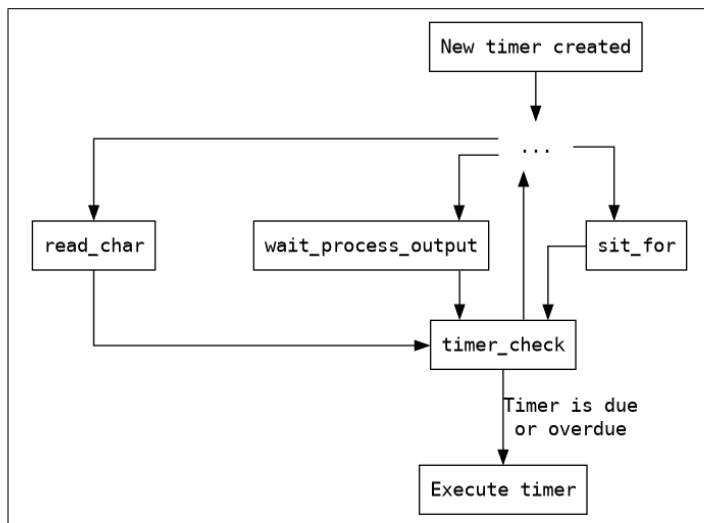 New timer created
...
read_char
wait_process_output
sit_for
timer_check
Timer is due
or overdue
Execute timer